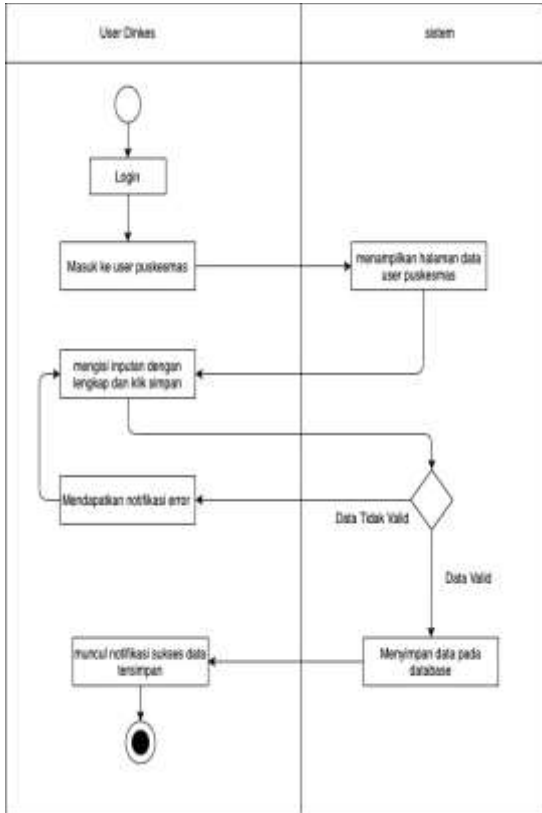 User Dinkes
sistem
Login
Masuk ke user puskesmas
menampilkan halaman data
user puskesmas
mengisi inputan dengan
lengkap dan klik simpan
Mendapatkan notifikasi error
Data Tidak Valid
Data Valid
muncul notifikasi sukses data
tersimpan
Menyimpan data pada
database